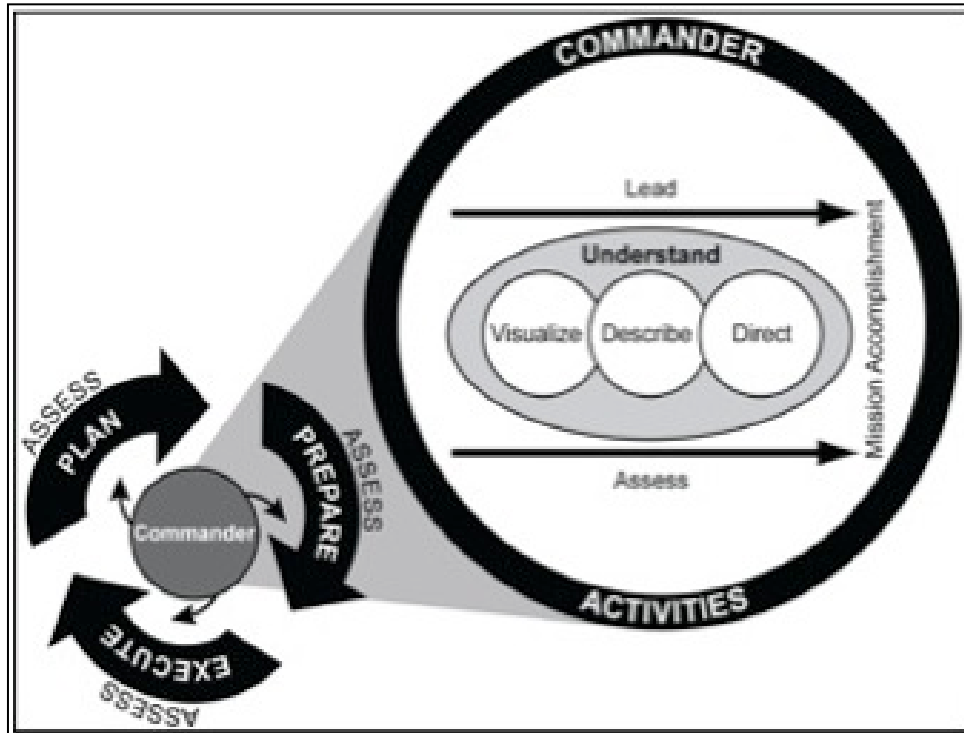 COMMANDER
Lead
Understand
Visualize
Describe
Direct
Mission Accomplishment
Assess
ACTIVITIES
ASSESS
PLAN
PREPARE
ASSESS
Commander
EXECUTE
ASSESS